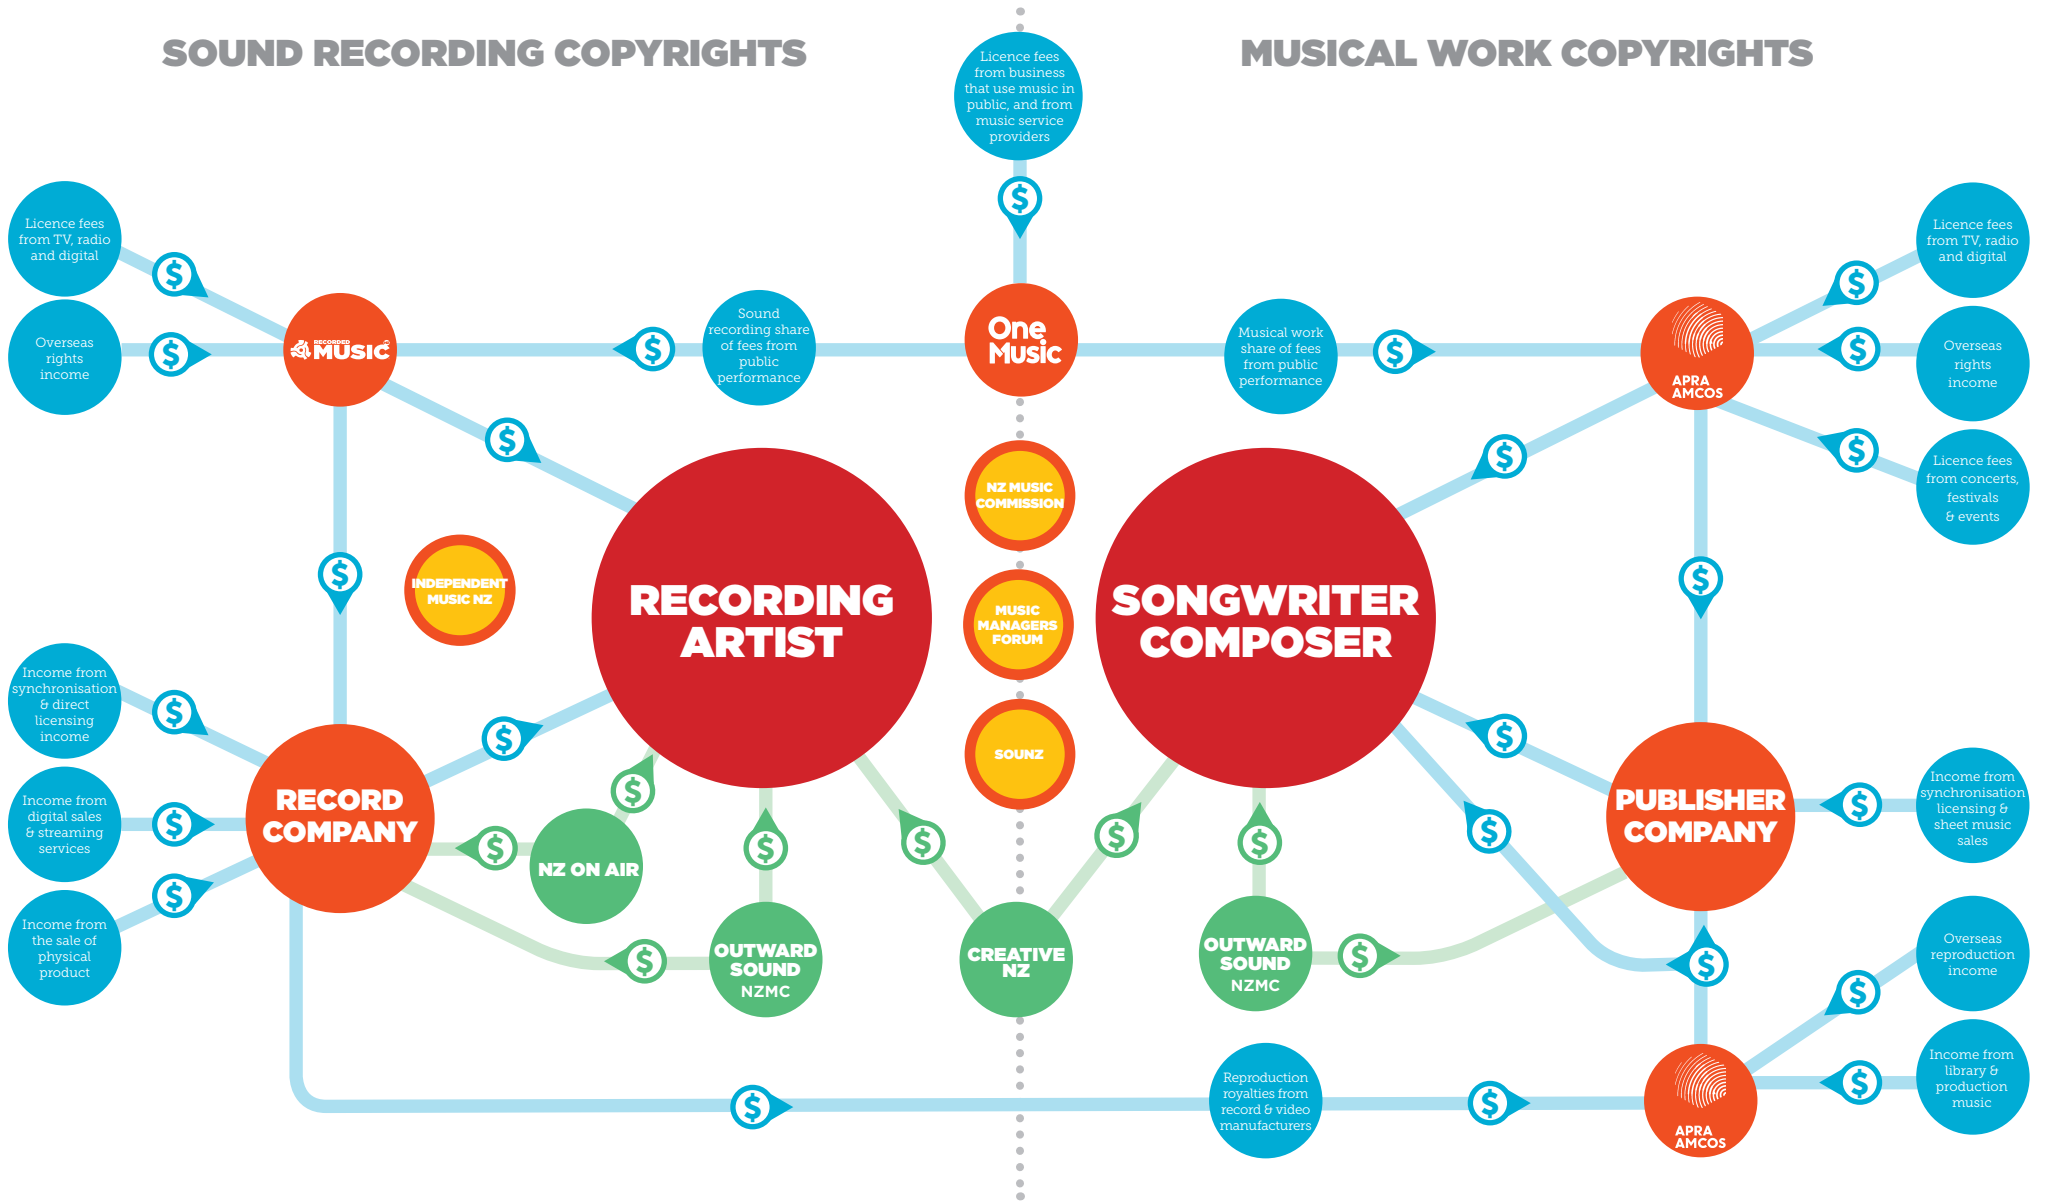 SOUND RECORDING COPYRIGHTS
MUSICAL WORK COPYRIGHTS
Licence fees
from business
that use music in
public, and from
music service
providers
$
Licence fees
from TV, radio
and digital
$
Overseas
rights
income
$
RECORDED
MUSIC NZ
$
Sound
recording share
of fees from
public
performance
One
Music
Musical work
share of fees
from public
performance
$
APRA
AMCOS
$
Licence fees
from TV, radio
and digital
$
Overseas
rights
income
$
Licence fees
from concerts,
festivals
& events
$
$
$
$
INDEPENDENT
MUSIC NZ
RECORDING
ARTIST
NZ MUSIC
COMMISSION
MUSIC
MANAGERS
FORUM
SOUNZ
SONGWRITER
COMPOSER
Income from
synchronisation
& direct
licensing
income
$
Income from
digital sales
& streaming
services
$
Income from
the sale of
physical
product
$
RECORD
COMPANY
$
$
$
NZ ON AIR
$
$
OUTWARD
SOUND
NZMC
$
CREATIVE
NZ
$
$
OUTWARD
SOUND
NZMC
$
$
$
PUBLISHER
COMPANY
$
Income from
synchronisation
licensing &
sheet music
sales
$
Overseas
reproduction
income
$
Income from
library &
production
music
$
$
Reproduction
royalties from
record & video
manufacturers
$
APRA
AMCOS